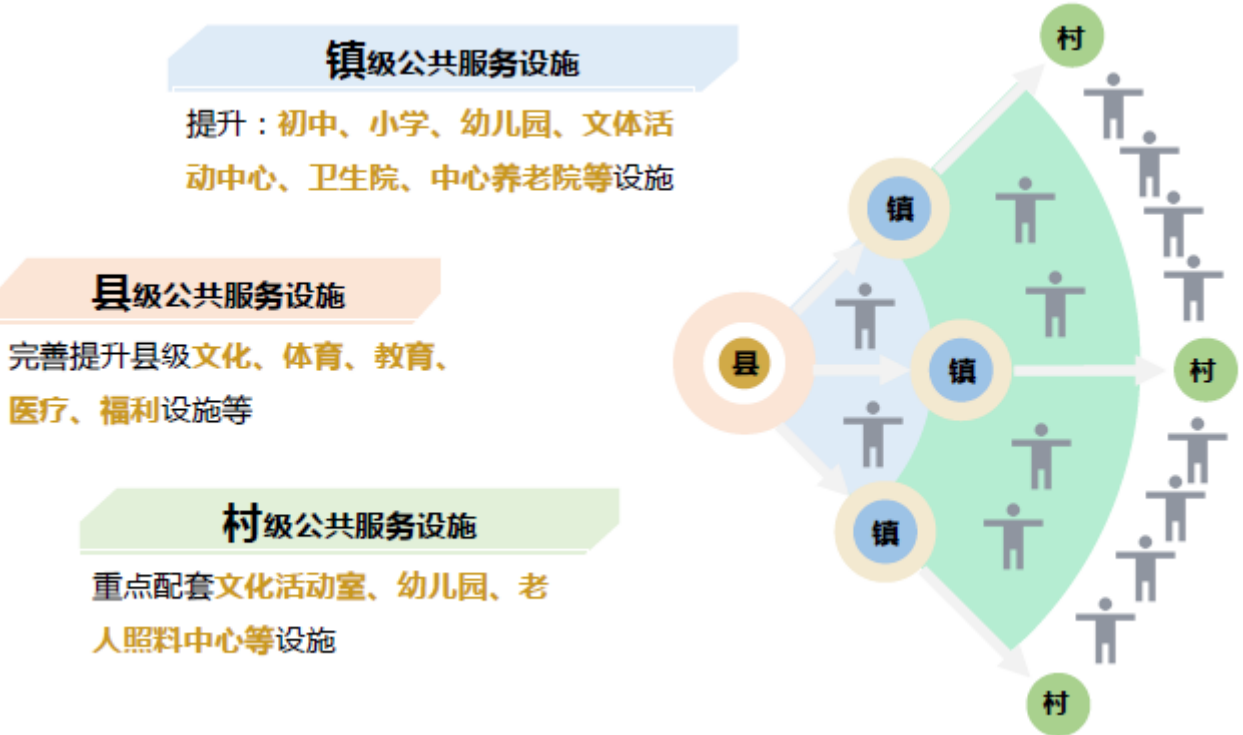 镇级公共服务设施
提升：初中、小学、幼儿园、文体活
动中心、卫生院、中心养老院等设施
县级公共服务设施
完善提升县级文化、体育、教育、
医疗、福利设施等
村级公共服务设施
重点配套文化活动室、幼儿园、老
人照料中心等设施
村
镇
县
镇
村
镇
村